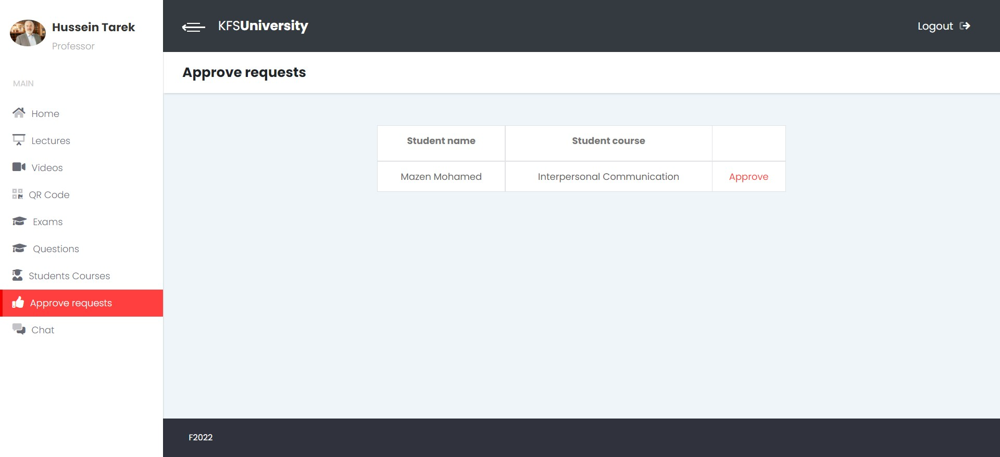 Hussein Tarek
Professor
MAIN
Home
Lectures
Videos
QR Code
Exams
Questions
Students Courses
Approve requests
Chat
KFSUniversity
Logout
Approve requests
Student name Student course
Mazen Mohamed Interpersonal Communication Approve
F2022